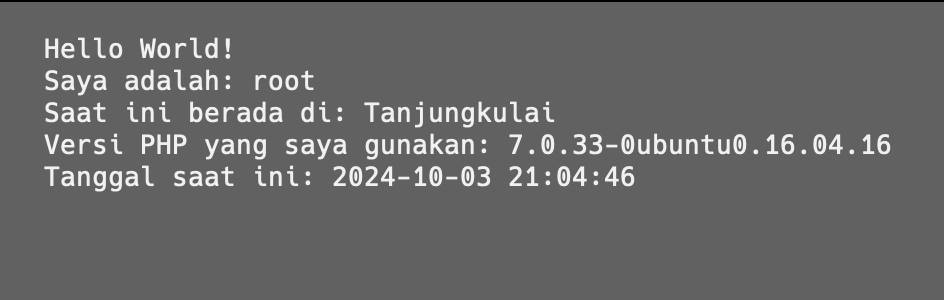 Hello World!
Saya adalah: root
Saat ini berada di: Tanjungkulai
Versi PHP yang saya gunakan: 7.0.33-0ubuntu0.16.04.16
Tanggal saat ini: 2024-10-03 21:04:46